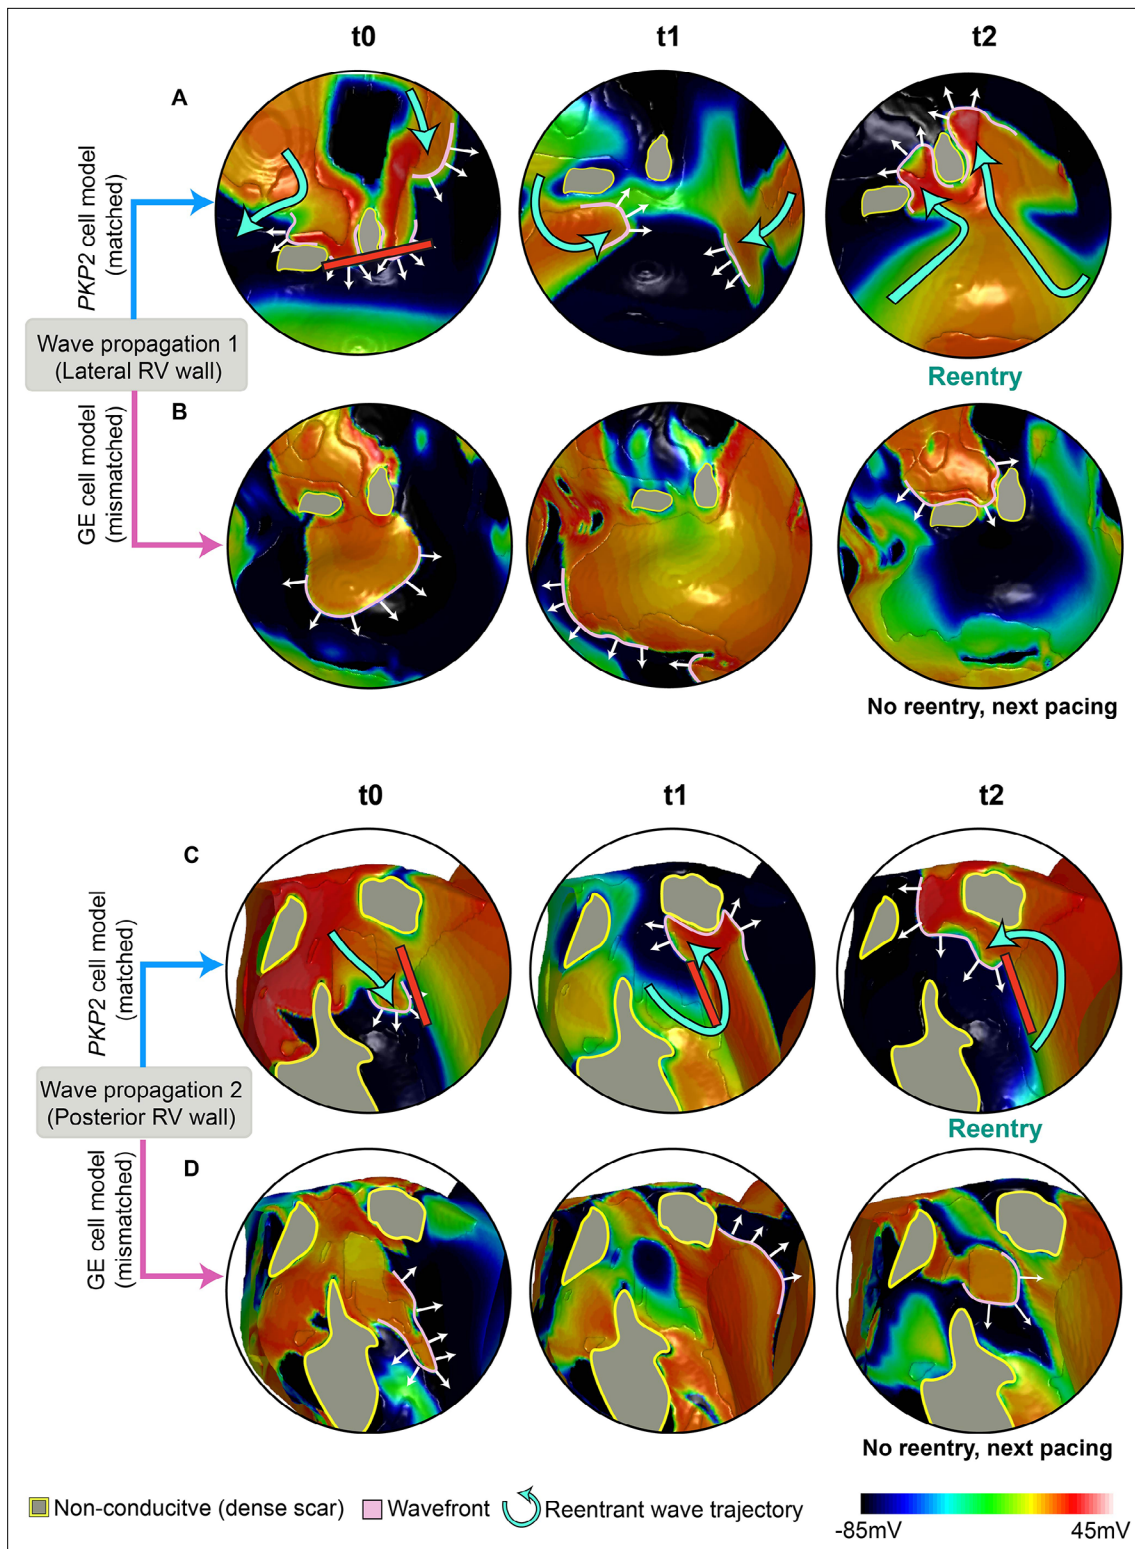 t0 t1 t2
A
PKP2 cell model
(matched)
Wave propagation 1
(Lateral RV wall)
Reentry
B
GE cell model
(mismatched)
No reentry, next pacing
t0 t1 t2
C
PKP2 cell model
(matched)
Wave propagation 2
(Posterior RV wall)
Reentry
D
GE cell model
(mismatched)
No reentry, next pacing
Non-conducitve (dense scar) Wavefront Reentrant wave trajectory
-85mV 45mV